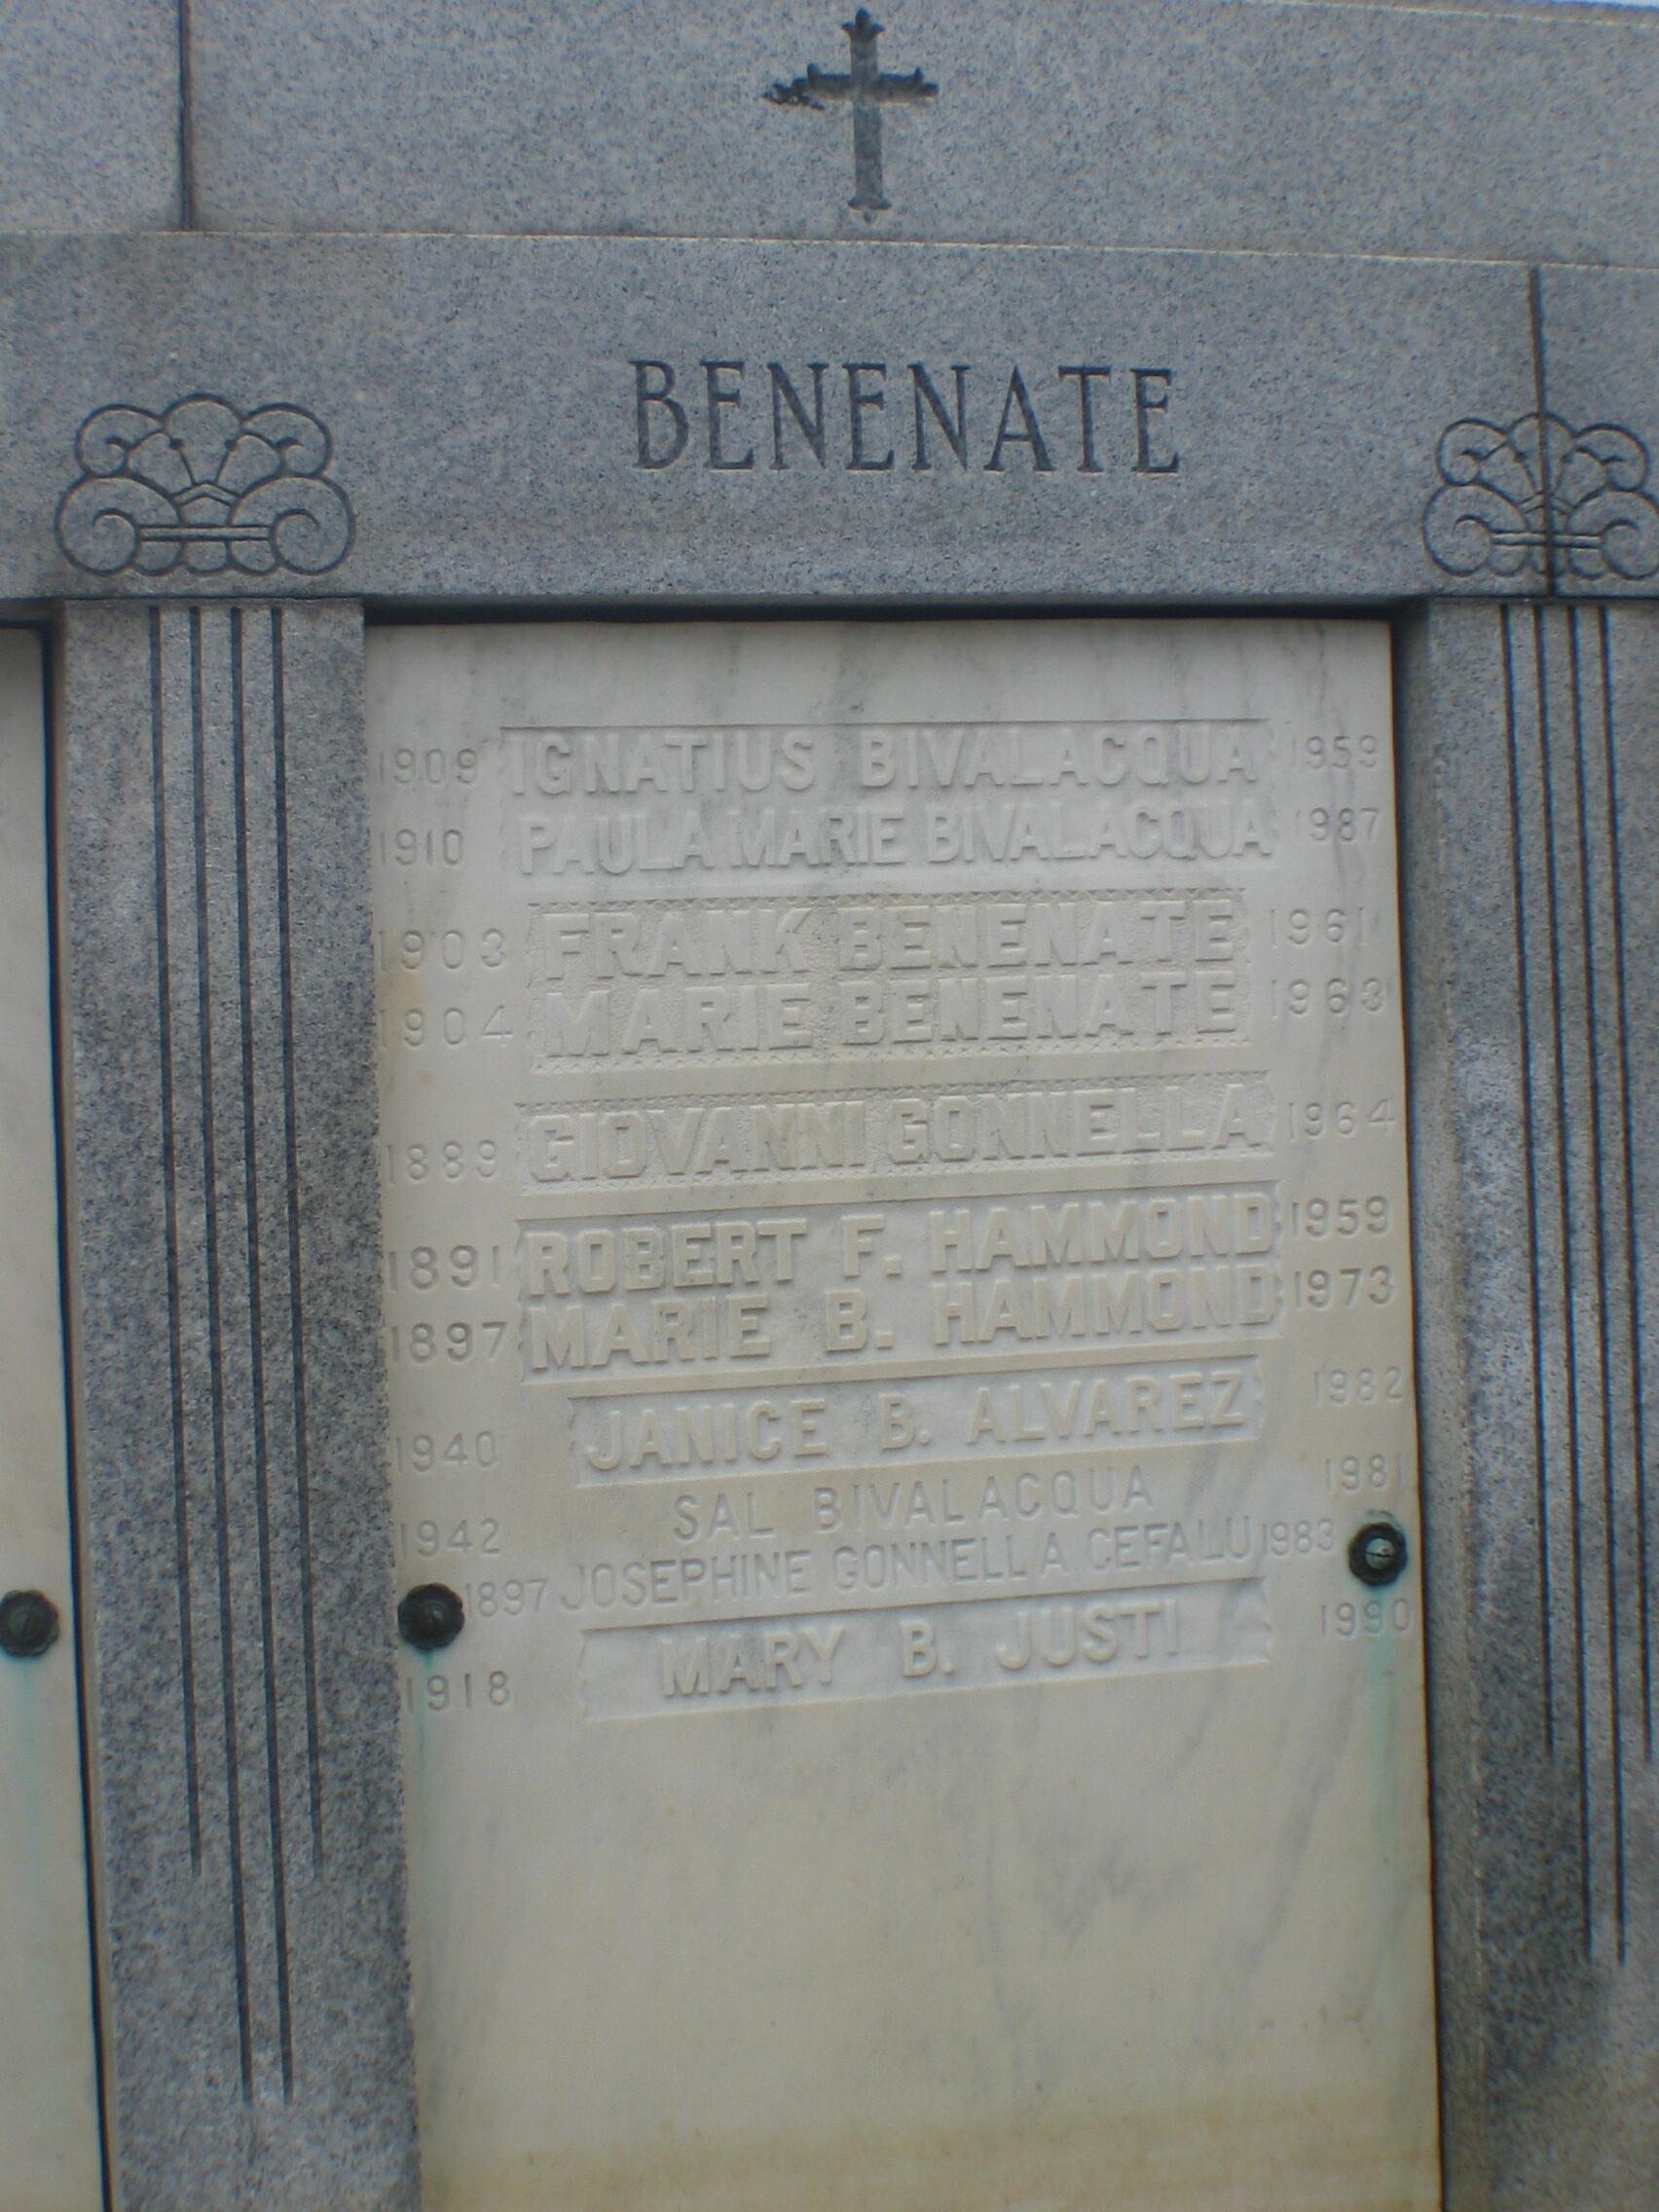 BENENATE
1909 IGNATIUS BIVALACQUA 1959
1910 PAULA MARIE BIVALACQUA 1987
1903 FRANK BENENATE 1961
1904 MARIE BENENATE 1963
1889 GIOVANNI GONNELLA 1964
1891 ROBERT F. HAMMOND 1959
1897 MARIE B. HAMMOND 1973
1940 JANICE B. ALVAREZ 1982
1942 SAL BIVALACQUA 1981
1897 JOSEPHINE GONNELLA CEFALU 1983
1918 MARY B. JUSTI 1990